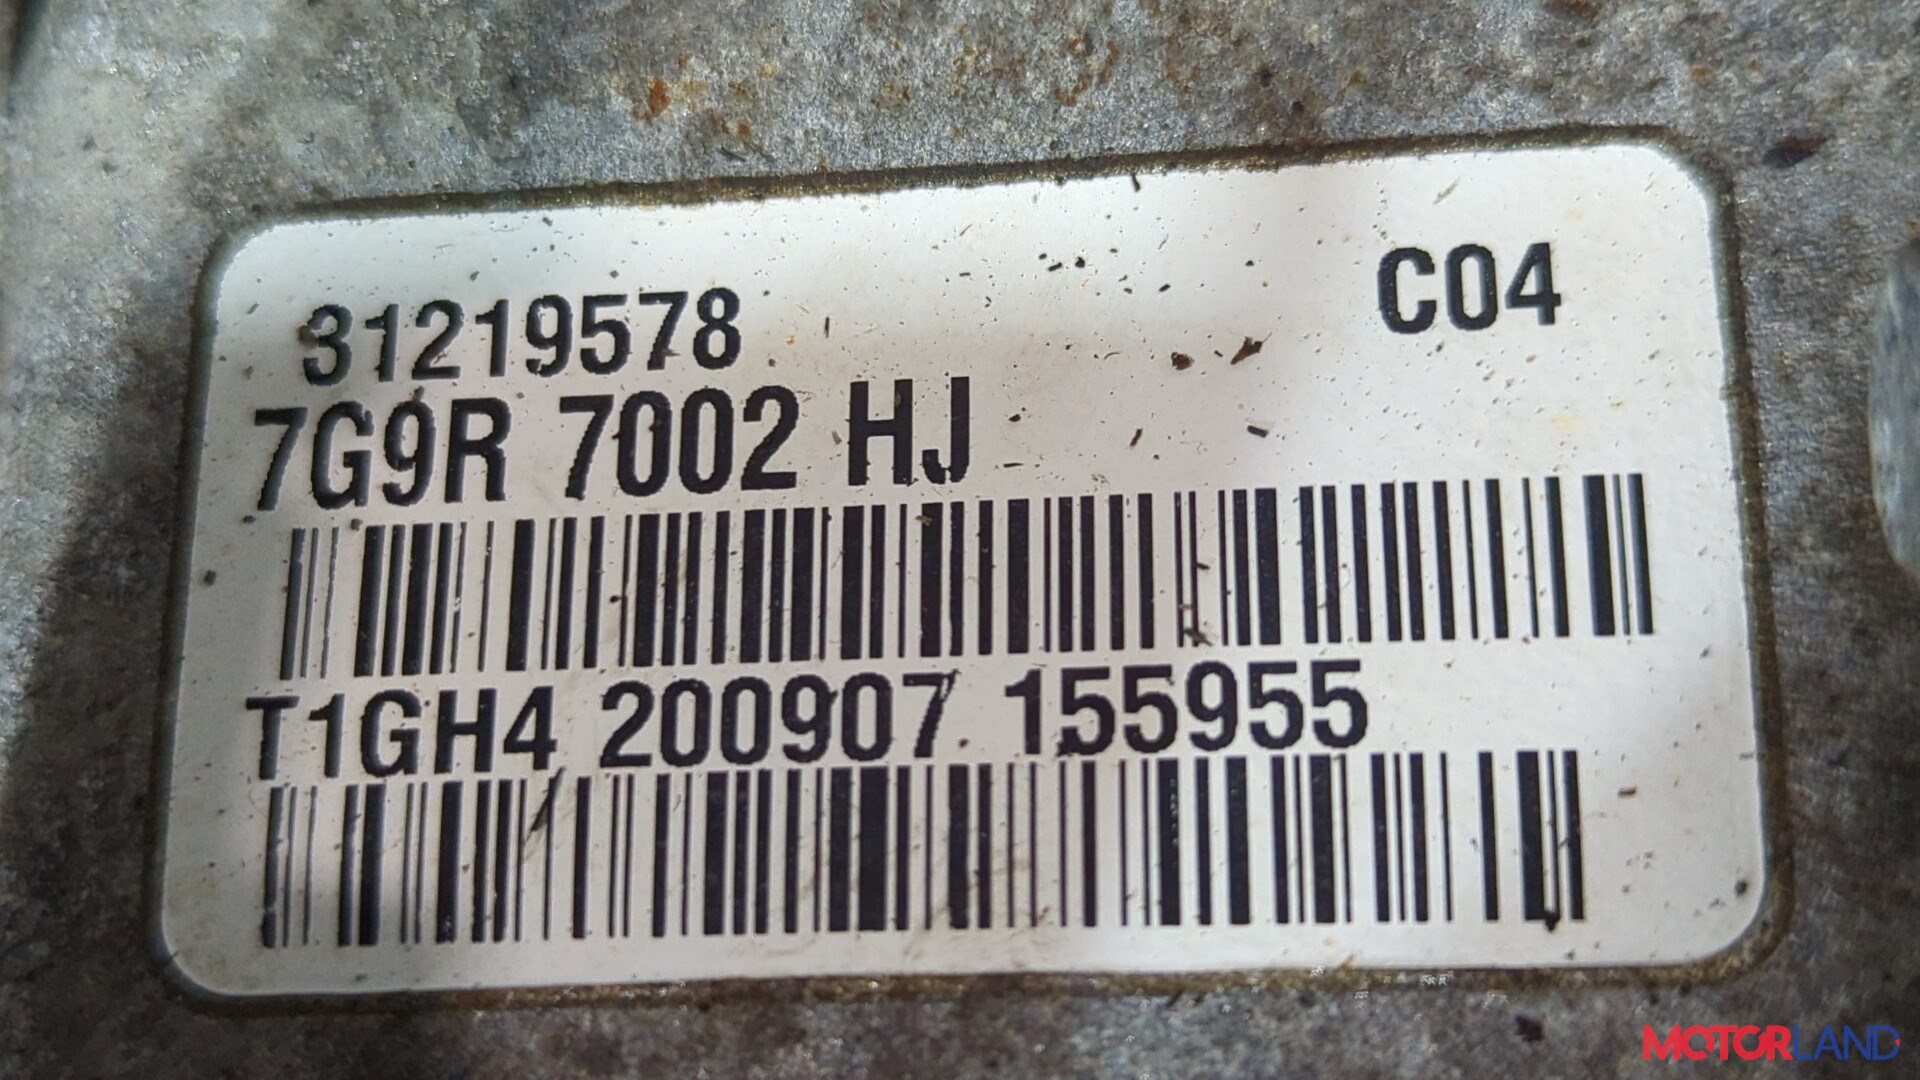 31219578 C04
7G9R 7002 HJ
T1GH4 200907 155955
MOTORLAND